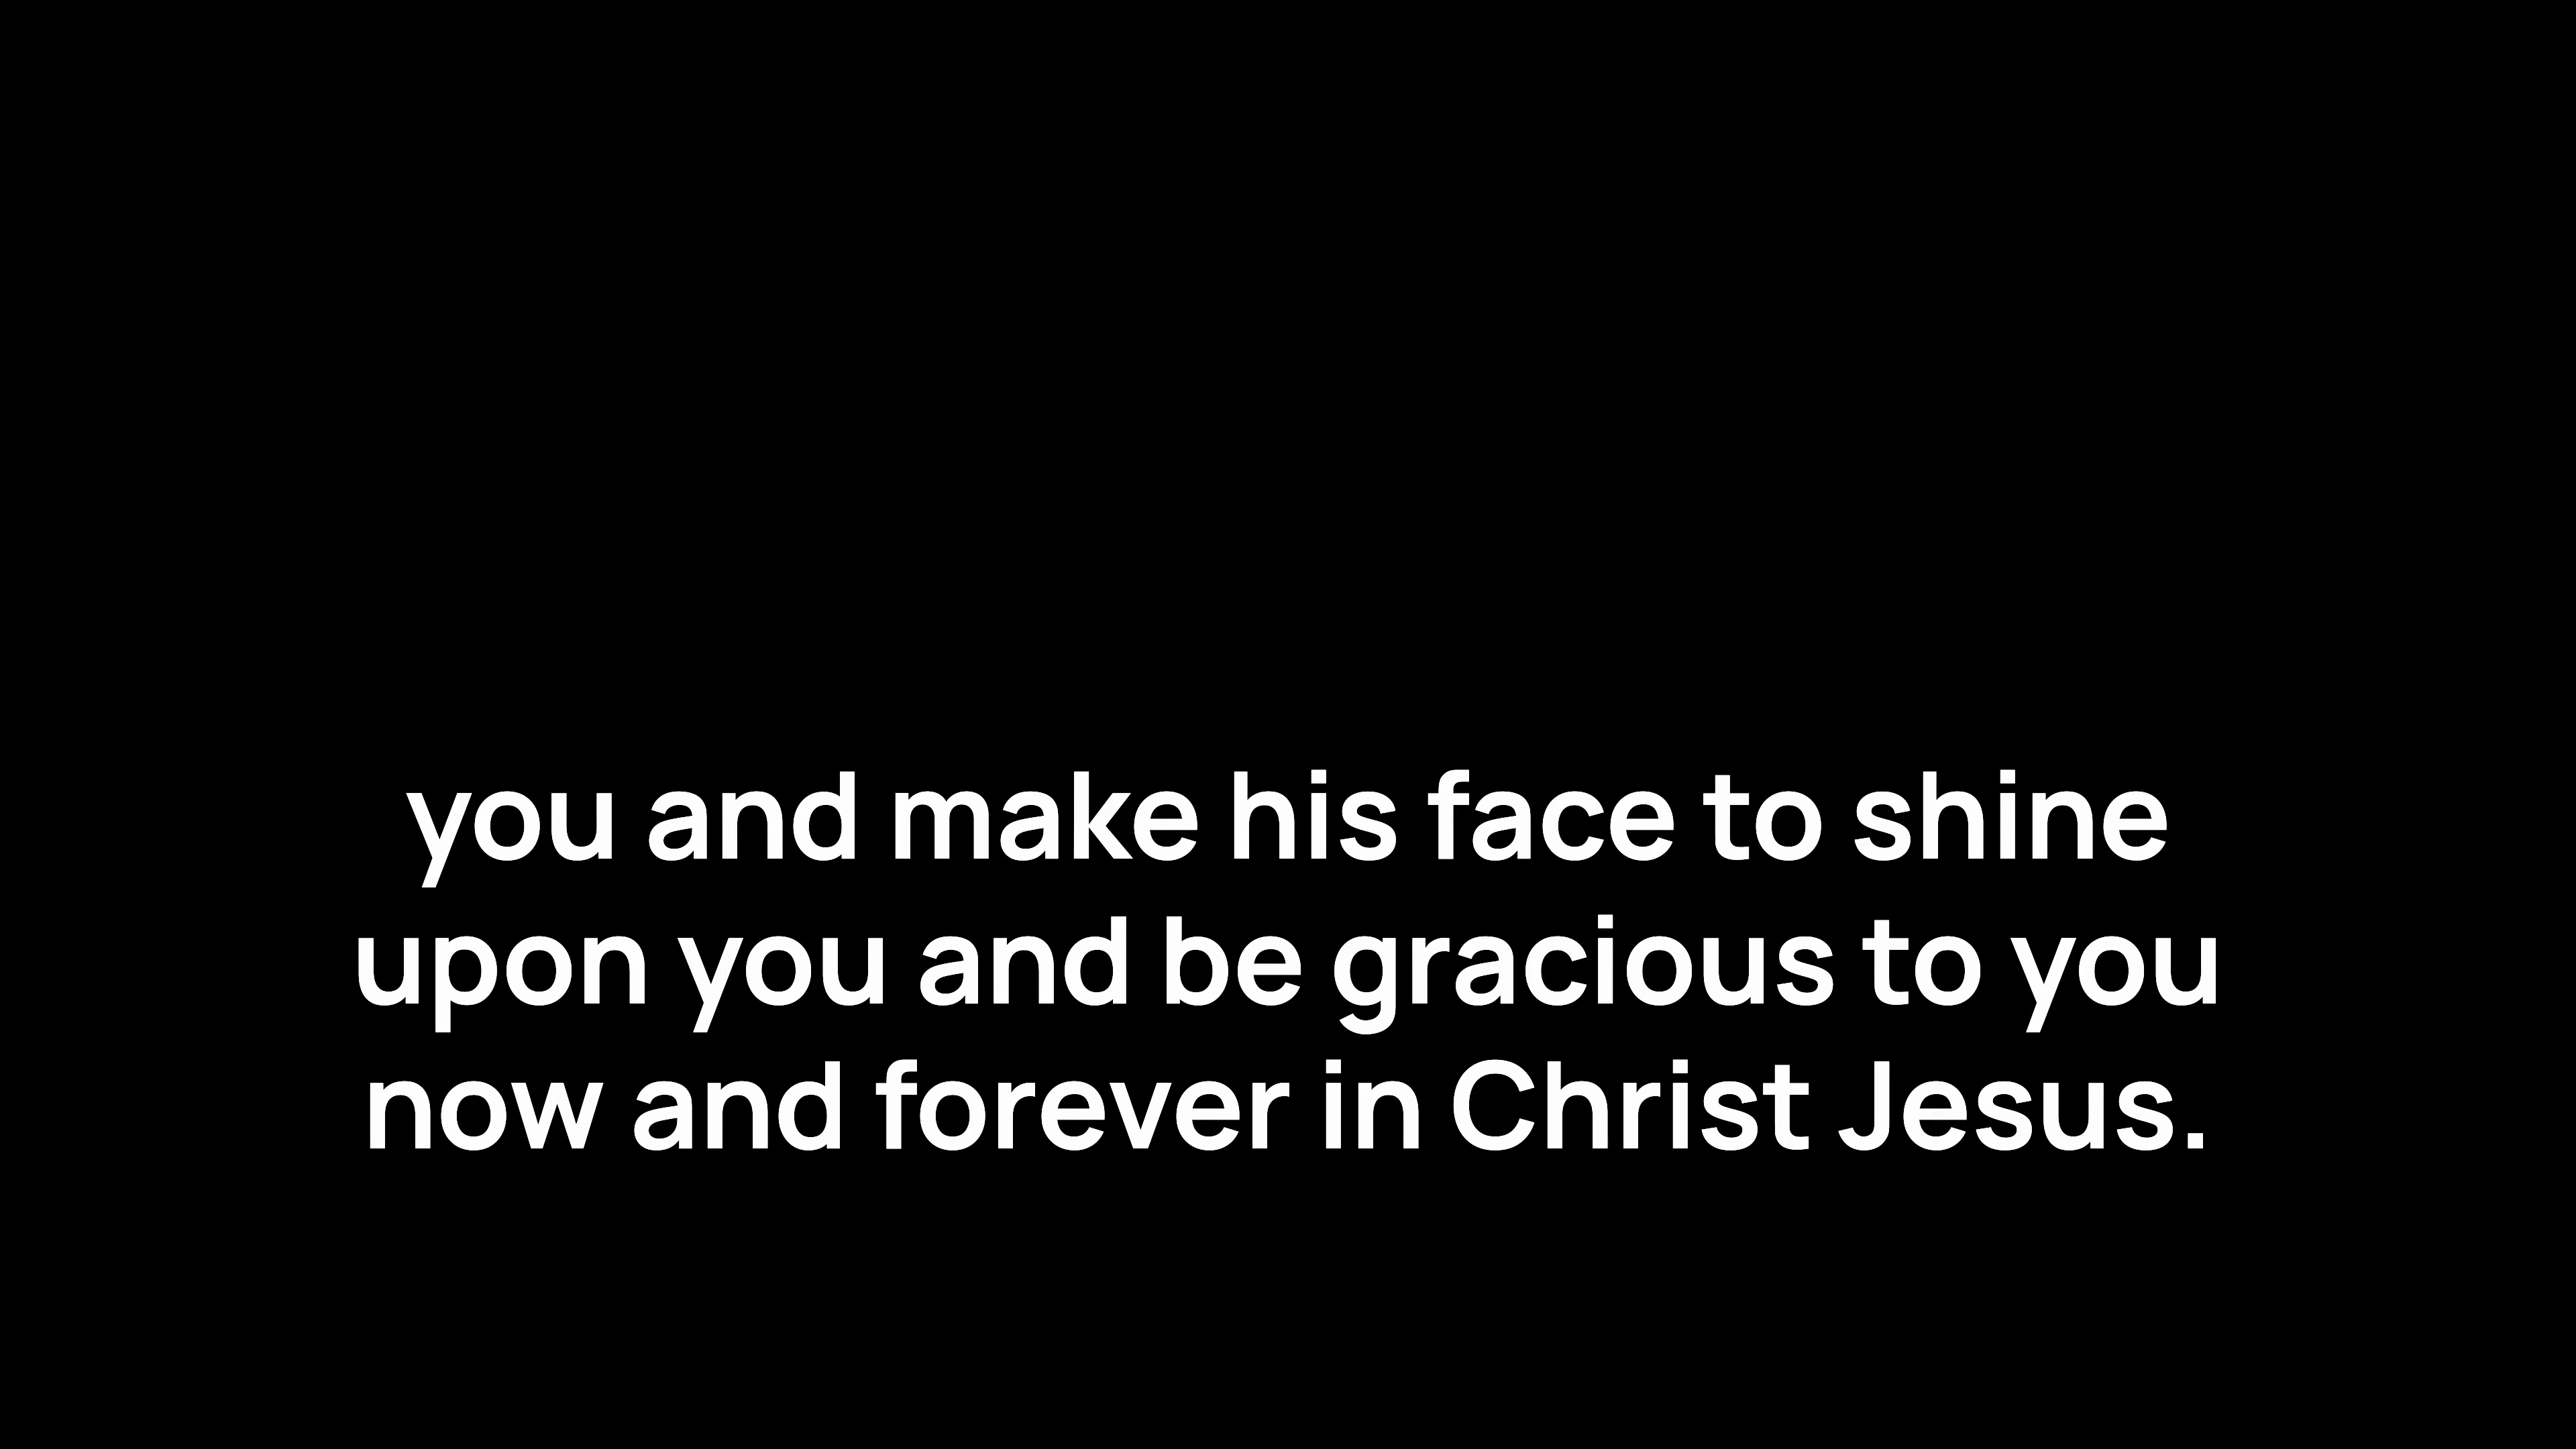 you and make his face to shine
upon you and be gracious to you
now and forever in Christ Jesus.